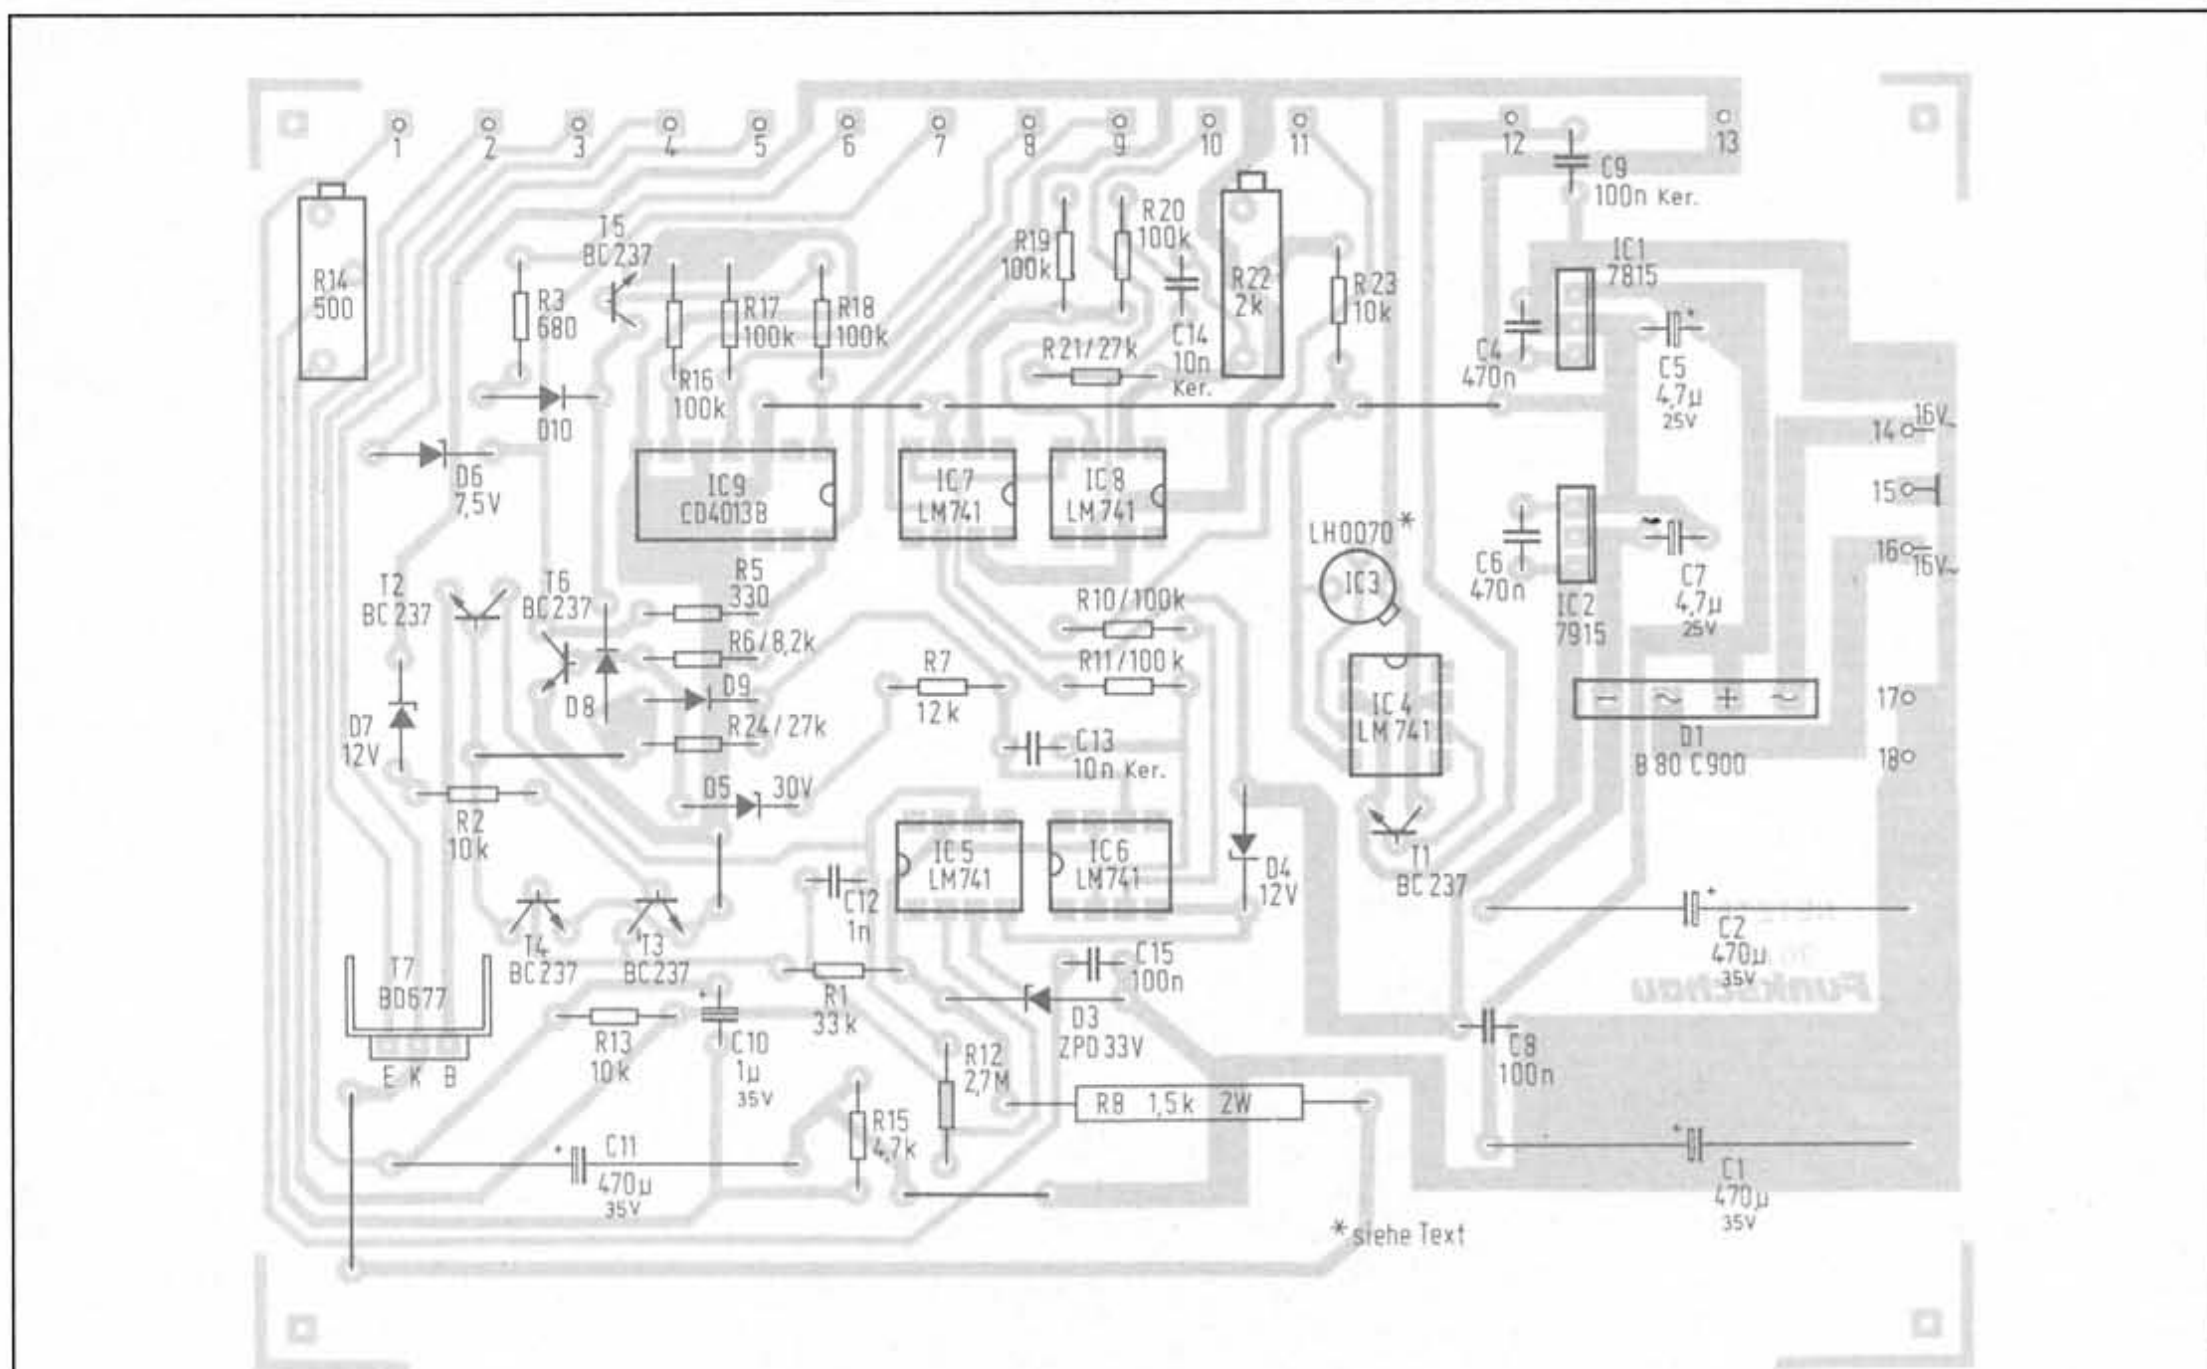 1 2 3 4 5 6 7 8 9 10 11 12 13
C9
100n Ker.
R14
500
T5
BC237
R3
680
R16
100k
R17
100k
R18
100k
R19
100k
R20
100k
C14
10n
Ker.
R21/27k
R22
2k
R23
10k
IC1
7815
C4
470n
C5
4,7µ
25V
D10
D6
7,5V
IC9
CD4013B
IC7
LM741
IC8
LM741
14 16V~
15
16 16V~
LH0070*
IC3
C6
470n
IC2
7915
C7
4,7µ
25V
T2
BC237
T6
BC237
R5
330
R6/8,2k
D8
D9
R24/27k
R10/100k
R11/100k
R7
12k
D7
12V
C13
10n Ker.
IC4
LM741
− ~ + ~
D1
B80 C900
17
18
R2
10k
D5 30V
IC5
LM741
IC6
LM741
D4
12V
T1
BC237
C12
1n
T4
BC237
T3
BC237
T7
BD677
E K B
R1
33k
C15
100n
D3
ZPD33V
C2
470µ
35V
Funkschau
R13
10k
C10
1µ
35V
R12
2,7M
C8
100n
R8 1,5k 2W
R15
4,7k
C11
470µ
35V
C1
470µ
35V
* siehe Text